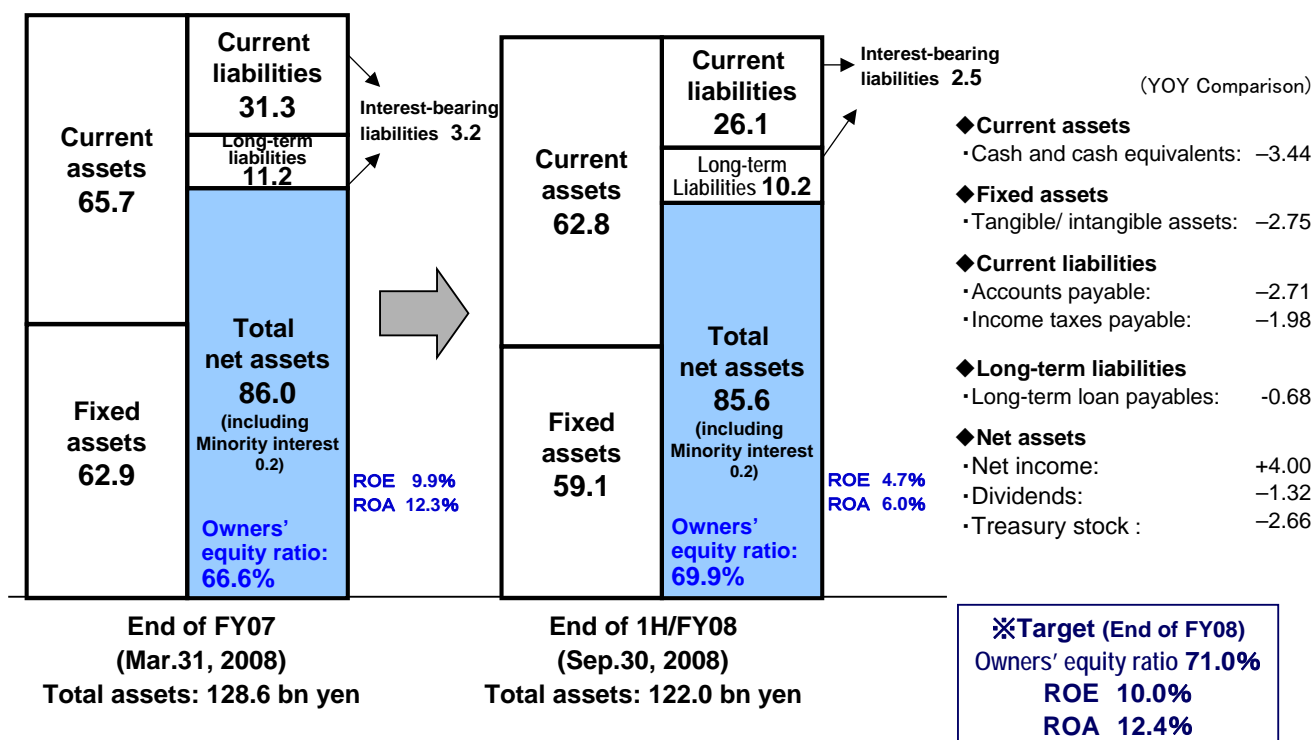 Current
assets
65.7
Fixed
assets
62.9
Current
liabilities
31.3
Long-term
liabilities
11.2
Total
net assets
86.0
(including
Minority interest
0.2)
Owners’
equity ratio:
66.6%
Interest-bearing
liabilities 3.2
ROE 9.9%
ROA 12.3%
End of FY07
(Mar.31, 2008)
Total assets: 128.6 bn yen
Current
assets
62.8
Fixed
assets
59.1
Current
liabilities
26.1
Long-term
Liabilities 10.2
Total
net assets
85.6
(including
Minority interest
0.2)
Owners’
equity ratio:
69.9%
Interest-bearing
liabilities 2.5
ROE 4.7%
ROA 6.0%
End of 1H/FY08
(Sep.30, 2008)
Total assets: 122.0 bn yen
(YOY Comparison)
◆Current assets
・Cash and cash equivalents: –3.44
◆Fixed assets
・Tangible/ intangible assets: –2.75
◆Current liabilities
・Accounts payable: –2.71
・Income taxes payable: –1.98
◆Long-term liabilities
・Long-term loan payables: -0.68
◆Net assets
・Net income: +4.00
・Dividends: –1.32
・Treasury stock : –2.66
※Target (End of FY08)
Owners’ equity ratio 71.0%
ROE 10.0%
ROA 12.4%